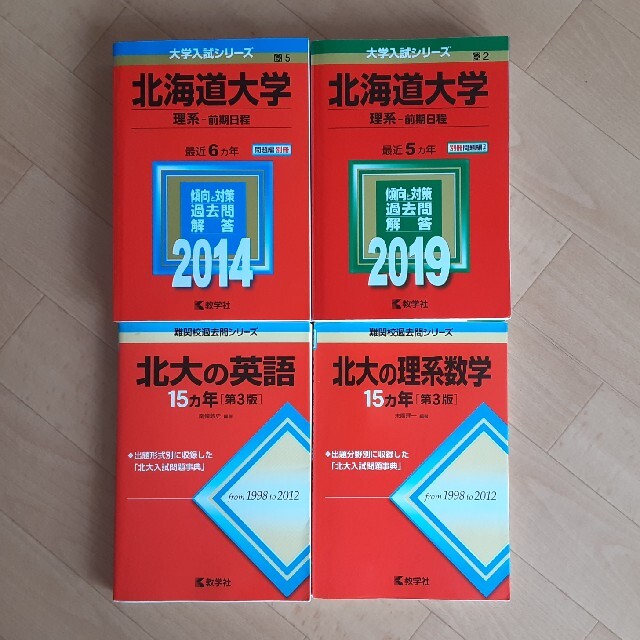 大学入試シリーズ
北海道大学
理系-前期日程
最近6ヵ年
問題編 別冊
傾向と対策
過去問
解答
2014
教学社
大学入試シリーズ
2
北海道大学
理系-前期日程
最近5ヵ年
傾向と対策
過去問
解答
2019
教学社
難関校過去問シリーズ
北大の英語
15ヵ年[第3版]
編著
◆出題形式別に収録した
「北大入試問題事典」
from 1998 to 2012
教学社
難関校過去問シリーズ
北大の理系数学
15ヵ年[第3版]
編著
◆出題分野別に収録した
「北大入試問題事典」
from 1998 to 2012
教学社